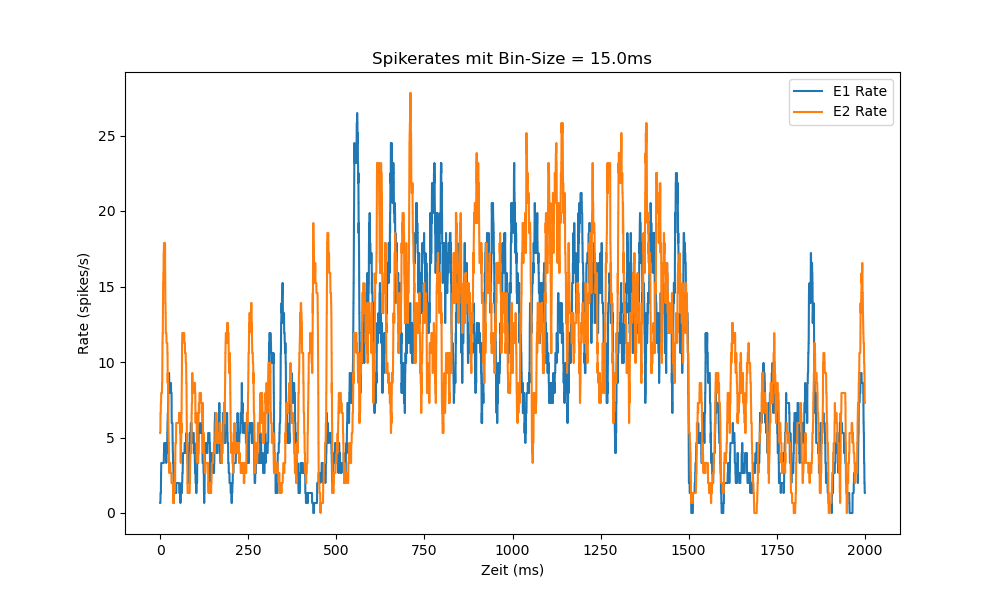 Spikerates mit Bin-Size = 15.0ms
E1 Rate
E2 Rate
Rate (spikes/s)
25
20
15
10
5
0
0 250 500 750 1000 1250 1500 1750 2000
Zeit (ms)